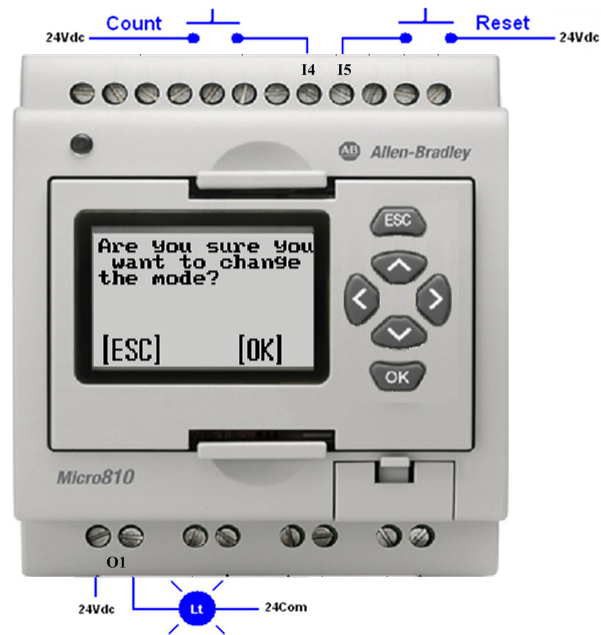 Count
Reset
24Vdc
24Vdc
I4 I5
AB Allen-Bradley
Are you sure you
want to change
the mode?
[ESC] [OK]
ESC
OK
Micro810
O1
24Vdc
Lt
24Com